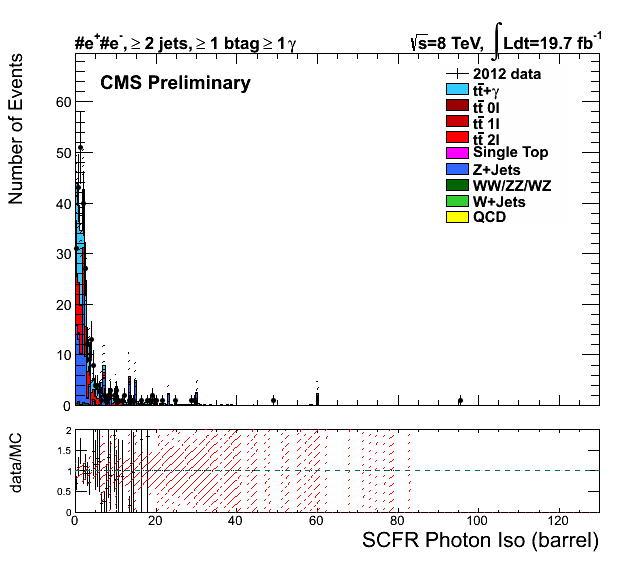 #e⁺#e⁻, ≥ 2 jets, ≥ 1 btag ≥ 1 γ
√s=8 TeV, ∫ Ldt=19.7 fb⁻¹
CMS Preliminary
2012 data
tt̄+γ
tt̄ 0l
tt̄ 1l
tt̄ 2l
Single Top
Z+Jets
WW/ZZ/WZ
W+Jets
QCD
Number of Events
60
50
40
30
20
10
0
data/MC
2
1.5
1
0.5
0
0 20 40 60 80 100 120
SCFR Photon Iso (barrel)